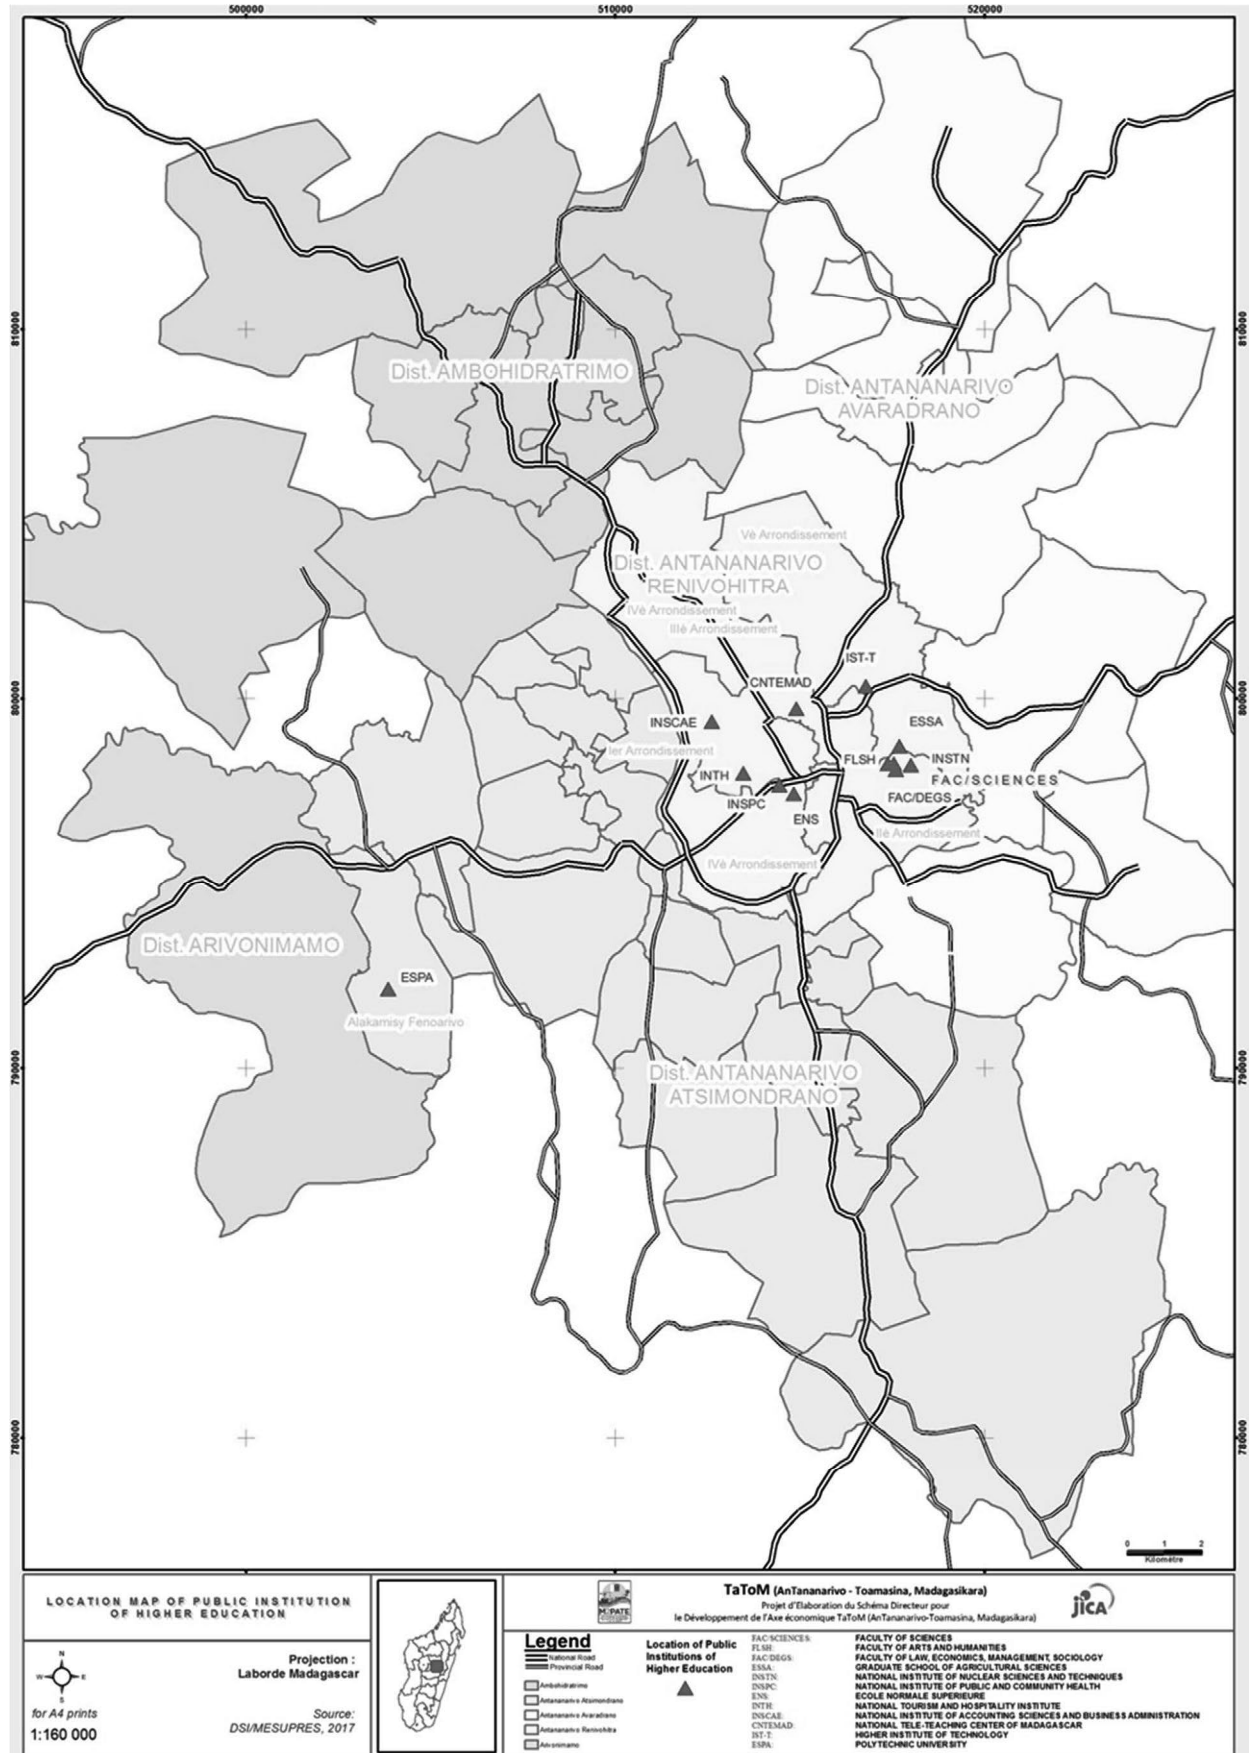 500000
510000
520000
810000
810000
Dist. AMBOHIDRATRIMO
Dist. ANTANANARIVO
AVARADRANO
Vè Arrondissement
Dist. ANTANANARIVO
RENIVOHITRA
IVè Arrondissement
IIIè Arrondissement
IST-T
CNTEMAD
800000
800000
INSCAE
ESSA
Ier Arrondissement
FLSH
INSTN
INTH
FAC/SCIENCES
FAC/DEGS
INSPC
ENS
IIè Arrondissement
IVè Arrondissement
Dist. ARIVONIMAMO
ESPA
Alakamisy Fenoarivo
790000
790000
Dist. ANTANANARIVO
ATSIMONDRANO
780000
780000
0 1 2
Kilomètre
LOCATION MAP OF PUBLIC INSTITUTION
OF HIGHER EDUCATION
N
W E
S
for A4 prints
1:160 000
Projection :
Laborde Madagascar
Source:
DSI/MESUPRES, 2017
M2PATE
TaToM (AnTananarivo - Toamasina, Madagasikara)
Projet d'Elaboration du Schéma Directeur pour
le Développement de l'Axe économique TaToM (AnTananarivo-Toamasina, Madagasikara)
jICA
Legend
National Road
Provincial Road
Ambohidratrimo
Antananarivo Atsimondrano
Antananarivo Avaradrano
Antananarivo Renivohitra
Arivonimamo
Location of Public
Institutions of
Higher Education
FAC/SCIENCES: FACULTY OF SCIENCES
FLSH: FACULTY OF ARTS AND HUMANITIES
FAC/DEGS: FACULTY OF LAW, ECONOMICS, MANAGEMENT, SOCIOLOGY
ESSA: GRADUATE SCHOOL OF AGRICULTURAL SCIENCES
INSTN: NATIONAL INSTITUTE OF NUCLEAR SCIENCES AND TECHNIQUES
INSPC: NATIONAL INSTITUTE OF PUBLIC AND COMMUNITY HEALTH
ENS: ECOLE NORMALE SUPERIEURE
INTH: NATIONAL TOURISM AND HOSPITALITY INSTITUTE
INSCAE: NATIONAL INSTITUTE OF ACCOUNTING SCIENCES AND BUSINESS ADMINISTRATION
CNTEMAD: NATIONAL TELE-TEACHING CENTER OF MADAGASCAR
IST-T: HIGHER INSTITUTE OF TECHNOLOGY
ESPA: POLYTECHNIC UNIVERSITY